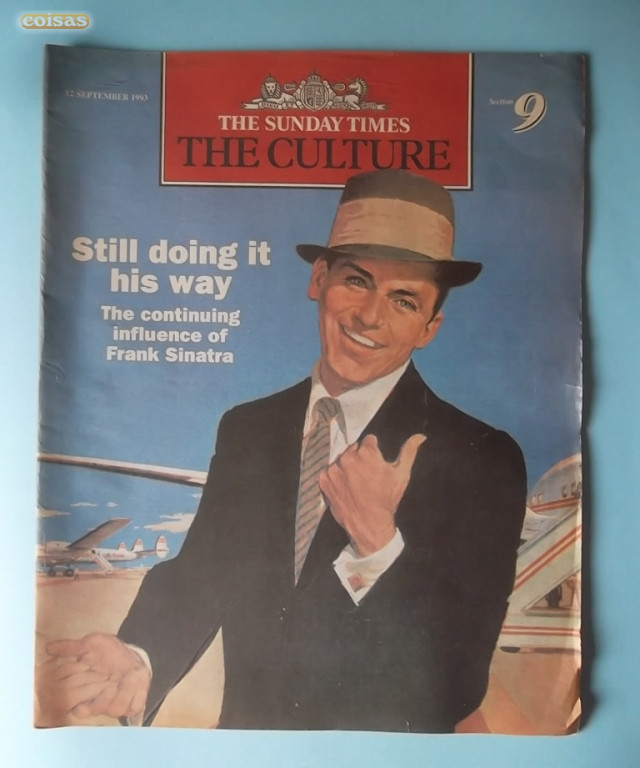 coisas
12 SEPTEMBER 1993
THE SUNDAY TIMES
THE CULTURE
Section 9
Still doing it
his way
The continuing
influence of
Frank Sinatra